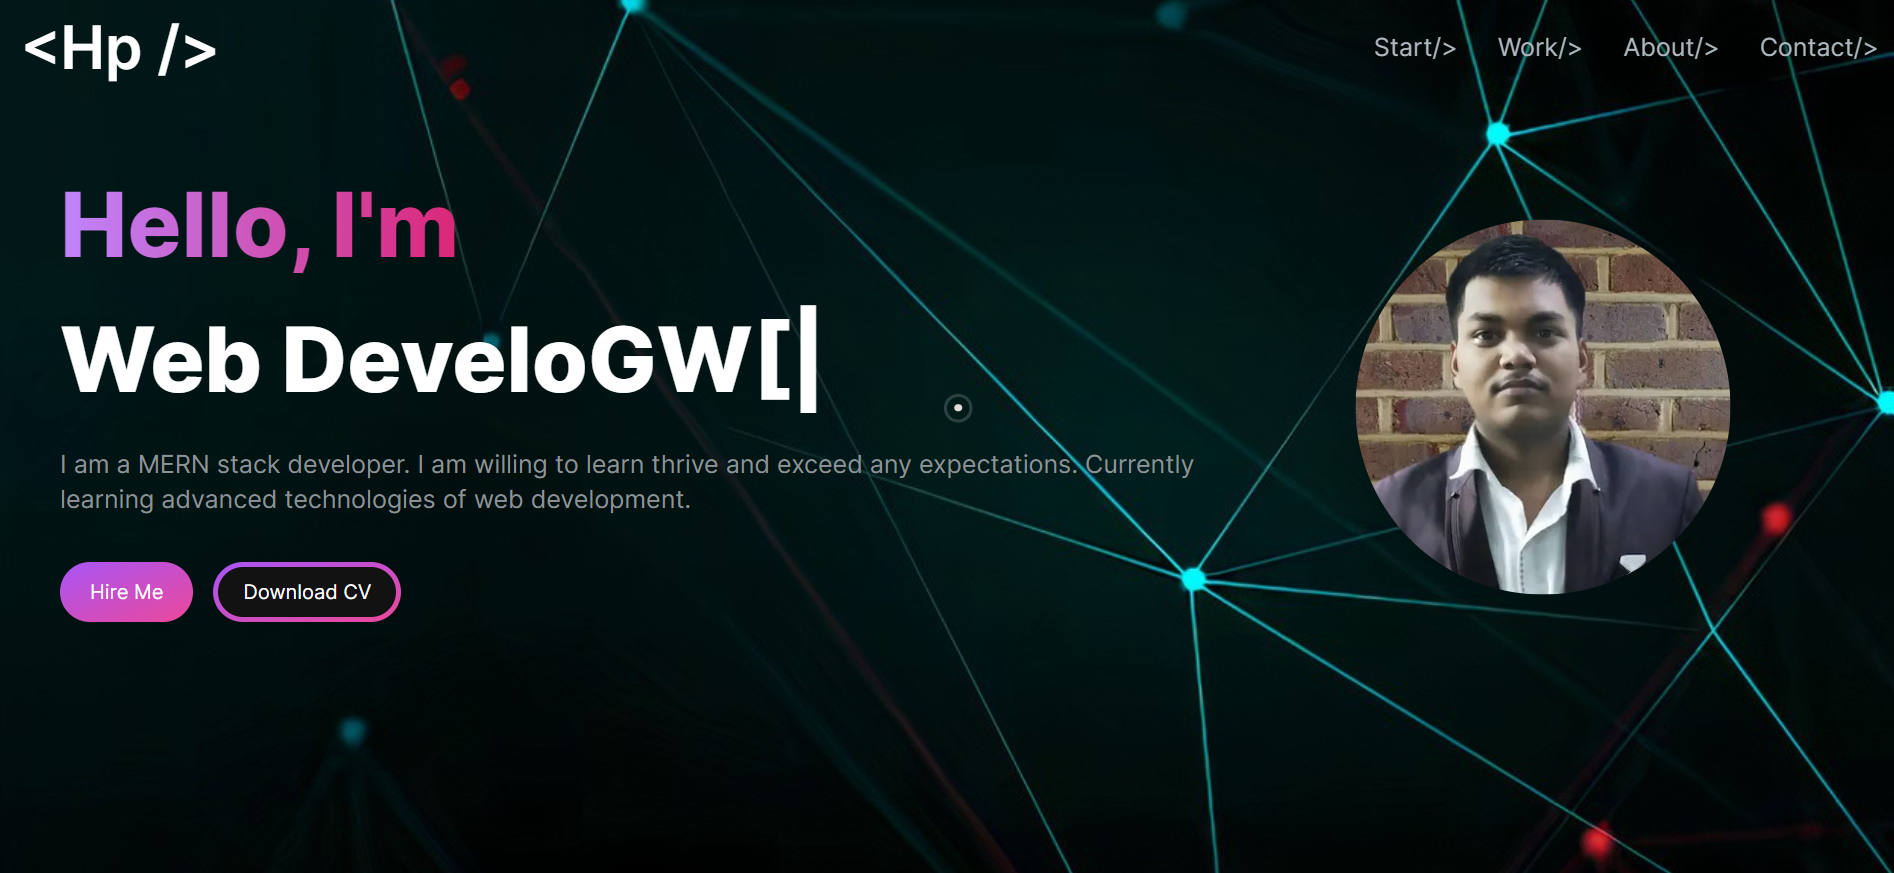 <Hp />
Start/> Work/> About/> Contact/>
Hello, I'm
Web DeveloGW[|
I am a MERN stack developer. I am willing to learn thrive and exceed any expectations. Currently
learning advanced technologies of web development.
Hire Me Download CV